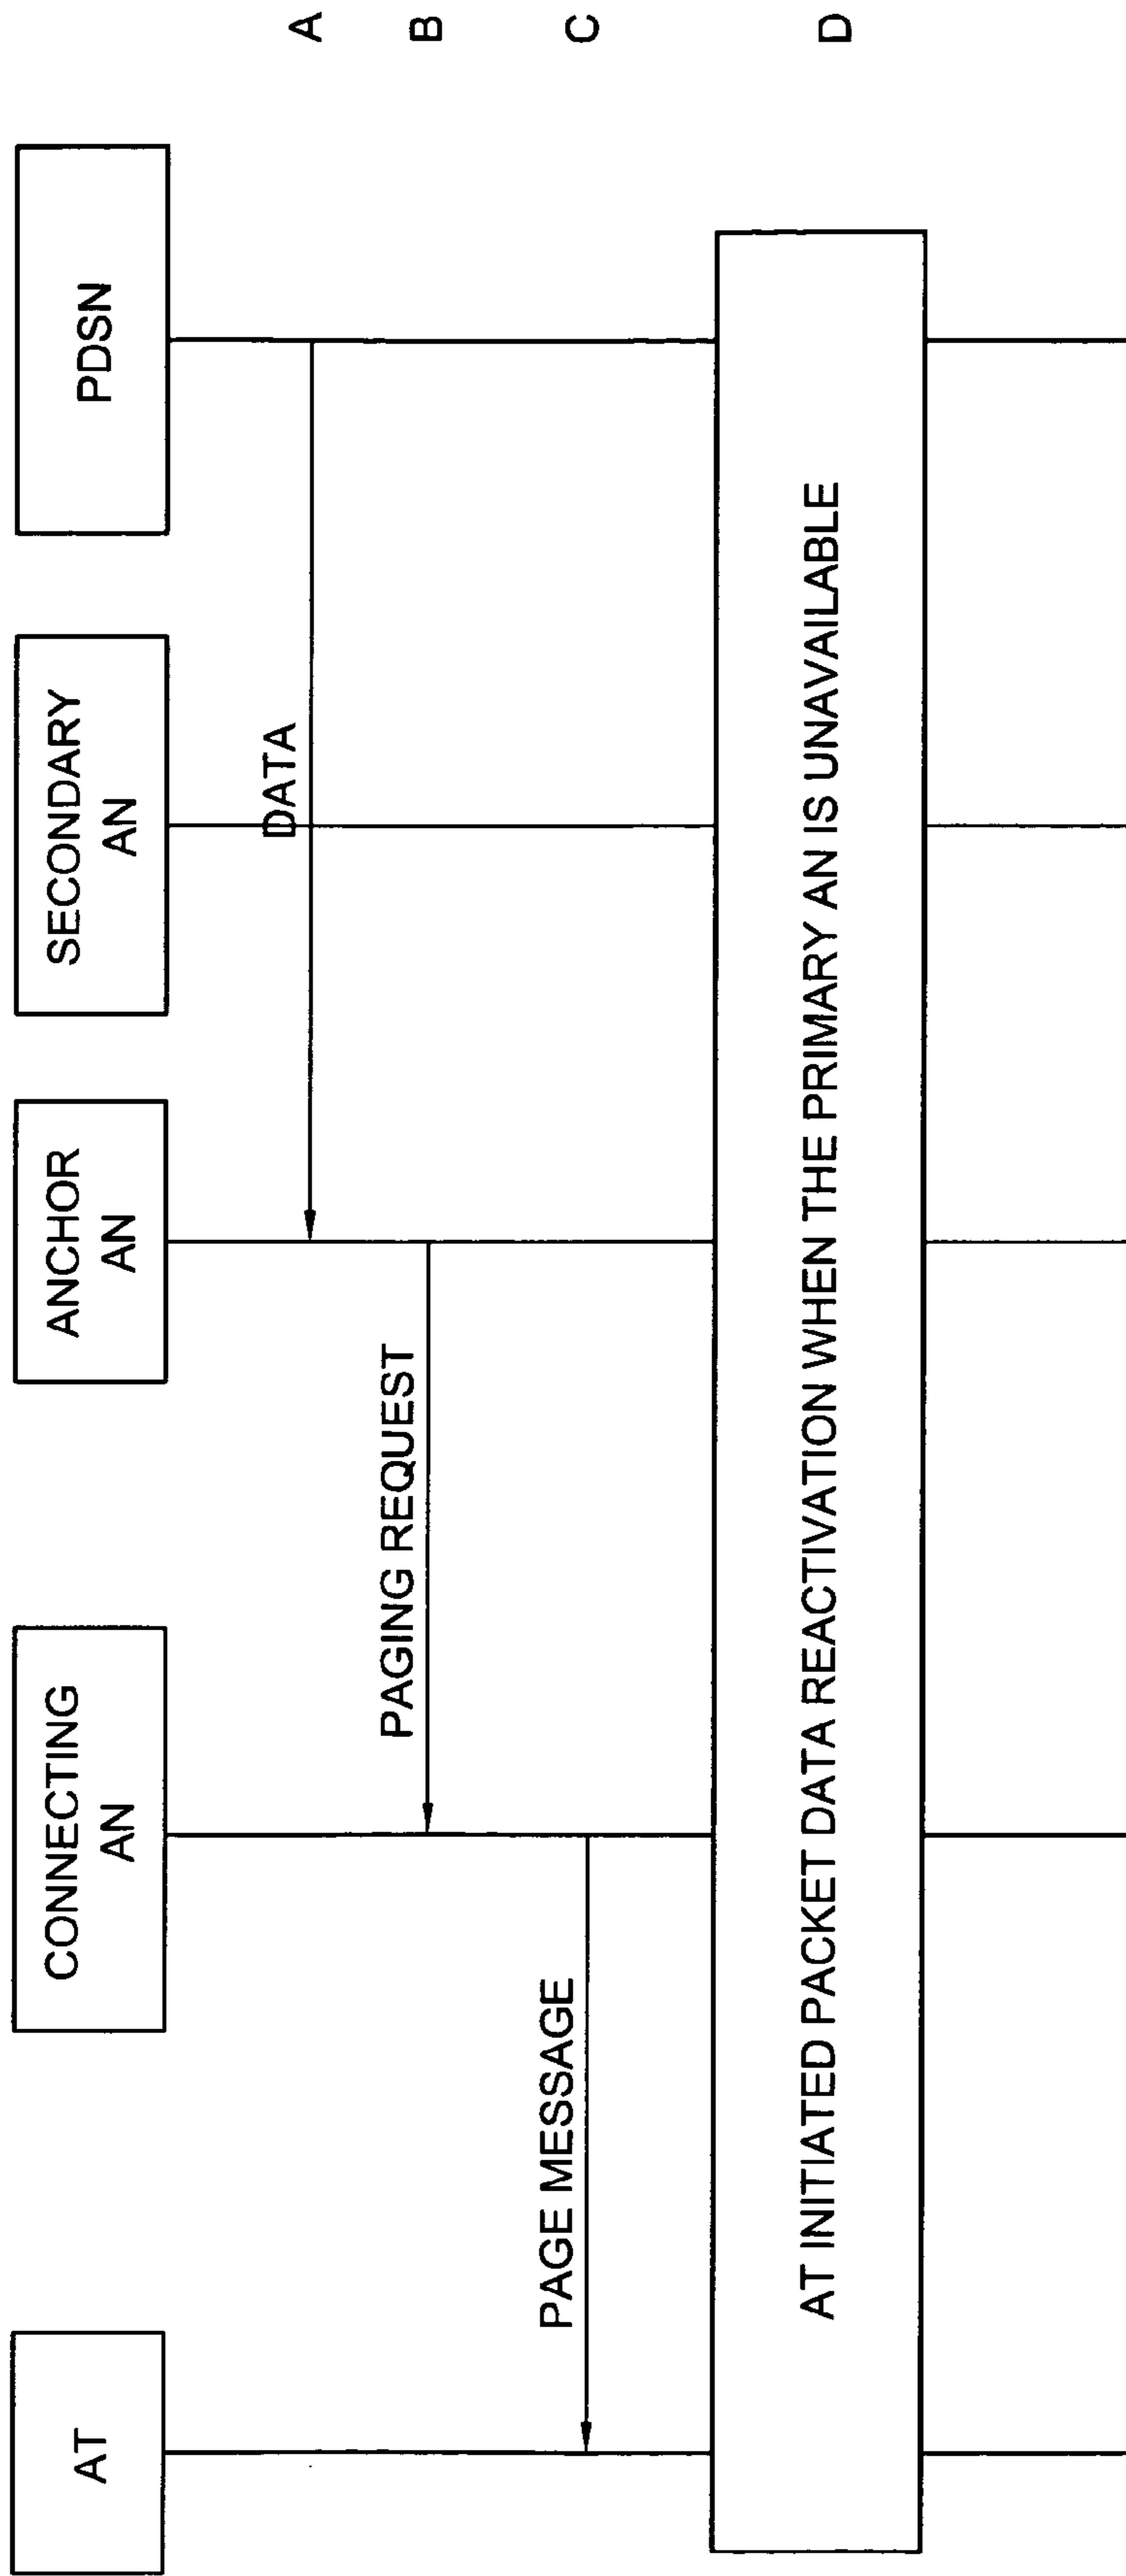 AT
CONNECTING
AN
ANCHOR
AN
SECONDARY
AN
PDSN
DATA
A
PAGING REQUEST
B
PAGE MESSAGE
C
AT INITIATED PACKET DATA REACTIVATION WHEN THE PRIMARY AN IS UNAVAILABLE
D